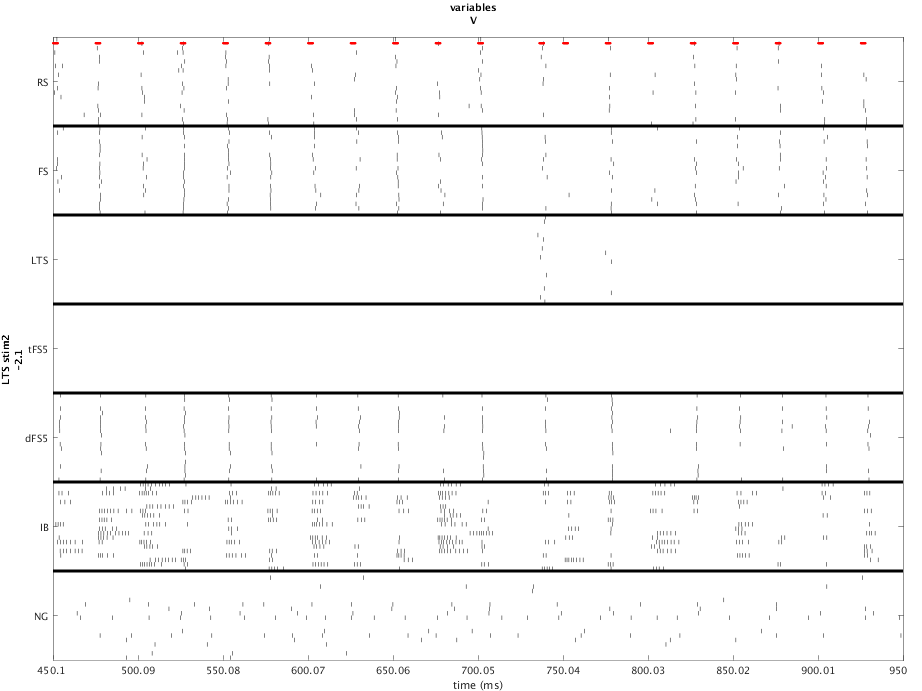 variables
V
RS
FS
LTS
tFS5
dFS5
IB
NG
LTS stim2
-2.1
450.1 500.09 550.08 600.07 650.06 700.05 750.04 800.03 850.02 900.01 950
time (ms)